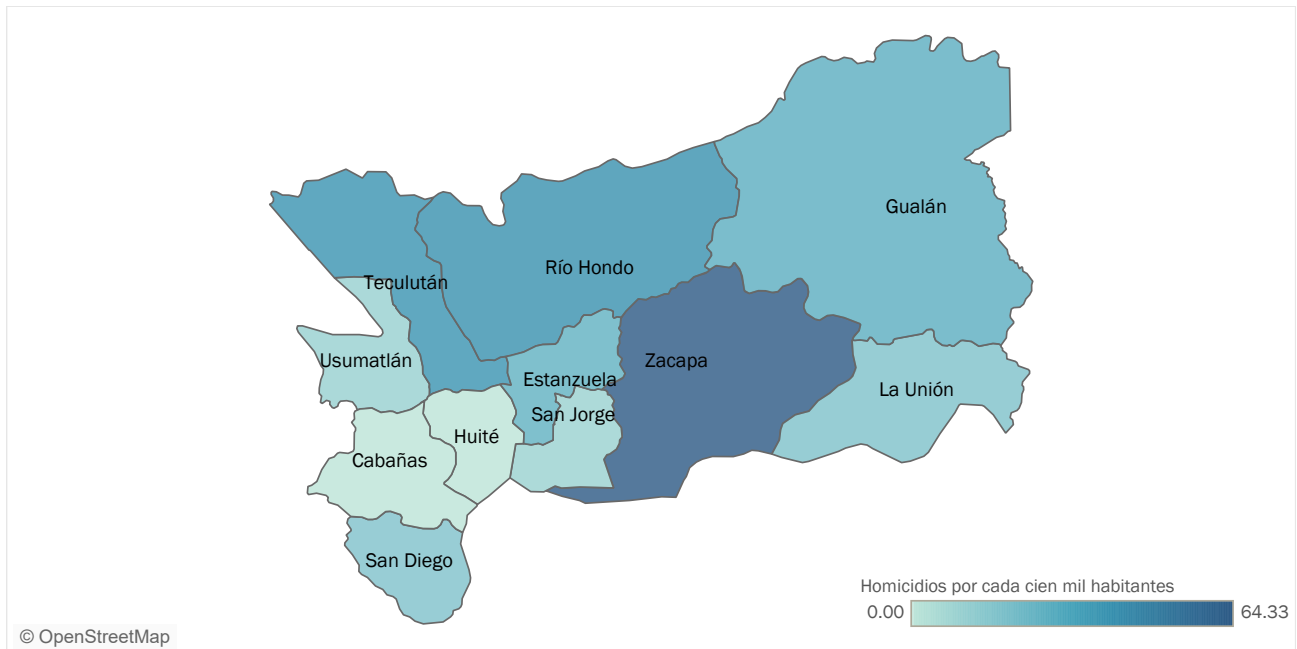 Gualán
Río Hondo
Teculután
Usumatlán
Zacapa
Estanzuela
La Unión
San Jorge
Huité
Cabañas
San Diego
Homicidios por cada cien mil habitantes
0.00
64.33
© OpenStreetMap